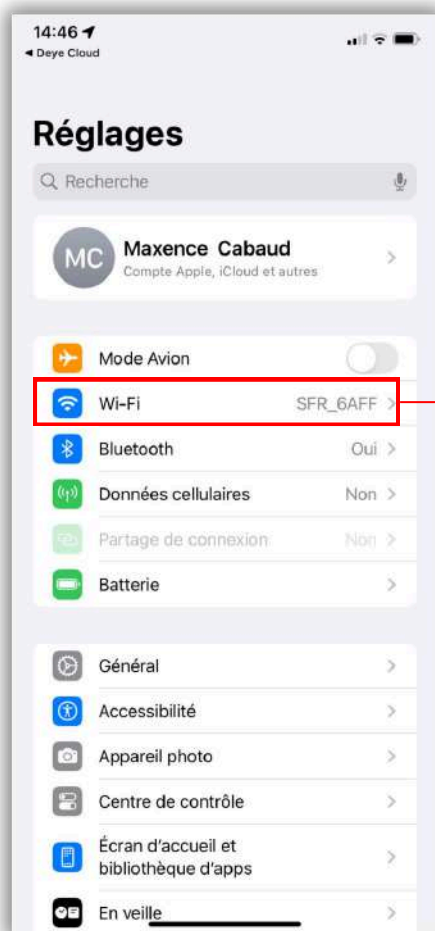 14:46
◀ Deye Cloud
Réglages
Recherche
MC
Maxence Cabaud
Compte Apple, iCloud et autres
Mode Avion
Wi-Fi SFR_6AFF
Bluetooth Oui
Données cellulaires Non
Partage de connexion Non
Batterie
Général
Accessibilité
Appareil photo
Centre de contrôle
Écran d'accueil et
bibliothèque d'apps
En veille